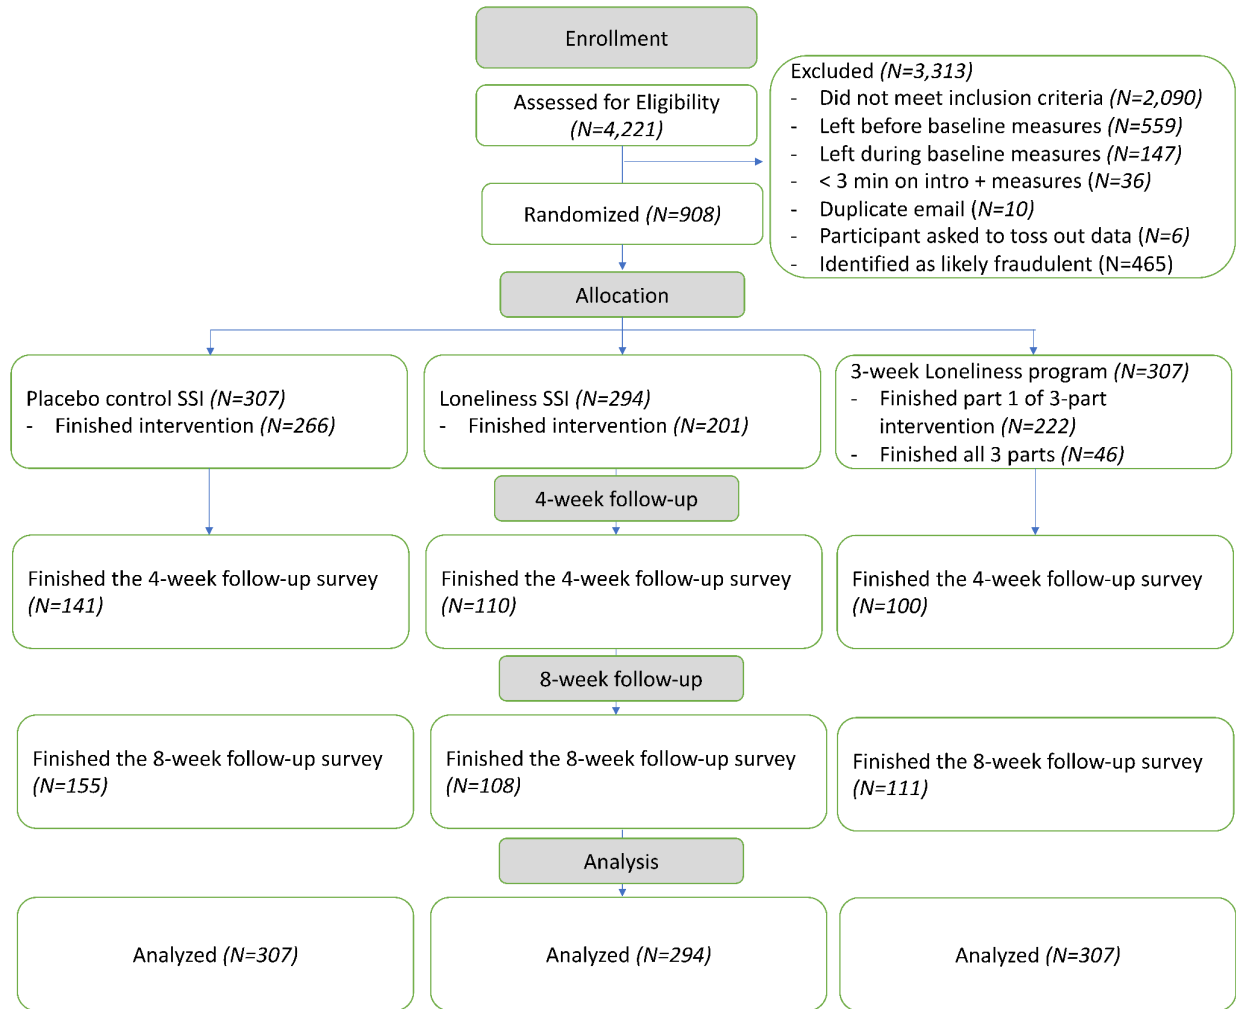 Enrollment
Assessed for Eligibility
(N=4,221)
Excluded (N=3,313)
- Did not meet inclusion criteria (N=2,090)
- Left before baseline measures (N=559)
- Left during baseline measures (N=147)
- < 3 min on intro + measures (N=36)
- Duplicate email (N=10)
- Participant asked to toss out data (N=6)
- Identified as likely fraudulent (N=465)
Randomized (N=908)
Allocation
Placebo control SSI (N=307)
- Finished intervention (N=266)
Loneliness SSI (N=294)
- Finished intervention (N=201)
3-week Loneliness program (N=307)
- Finished part 1 of 3-part
intervention (N=222)
- Finished all 3 parts (N=46)
4-week follow-up
Finished the 4-week follow-up survey
(N=141)
Finished the 4-week follow-up survey
(N=110)
Finished the 4-week follow-up survey
(N=100)
8-week follow-up
Finished the 8-week follow-up survey
(N=155)
Finished the 8-week follow-up survey
(N=108)
Finished the 8-week follow-up survey
(N=111)
Analysis
Analyzed (N=307)
Analyzed (N=294)
Analyzed (N=307)